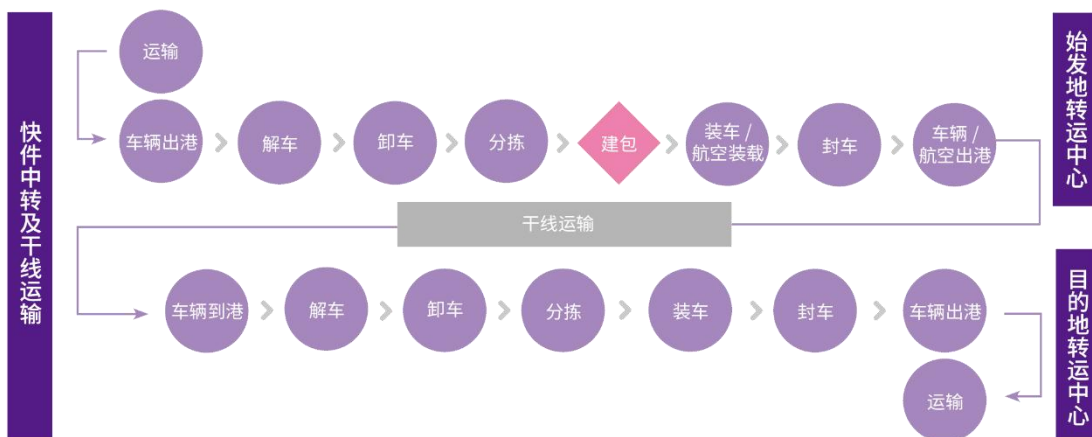 快件中转及干线运输
始发地转运中心
运输
车辆出港
解车
卸车
分拣
建包
装车 /
航空装载
封车
车辆 /
航空出港
干线运输
目的地转运中心
车辆到港
解车
卸车
分拣
装车
封车
车辆出港
运输